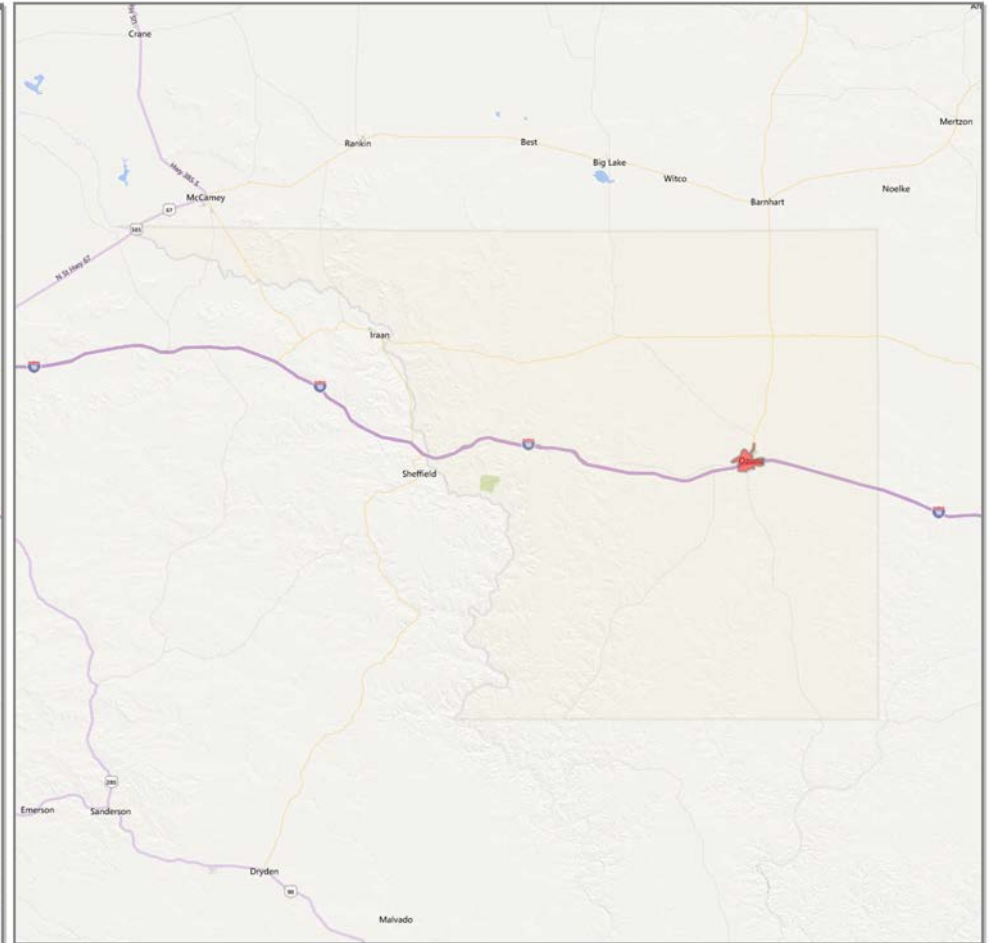 Crane
Mertzon
Rankin
Best
Big Lake
Witco
Noelke
Hwy 385 S
McCamey
Barnhart
67
385
N St Hwy 67
Iraan
Ozona
Sheffield
285
Emerson
Sanderson
Dryden
90
Malvado